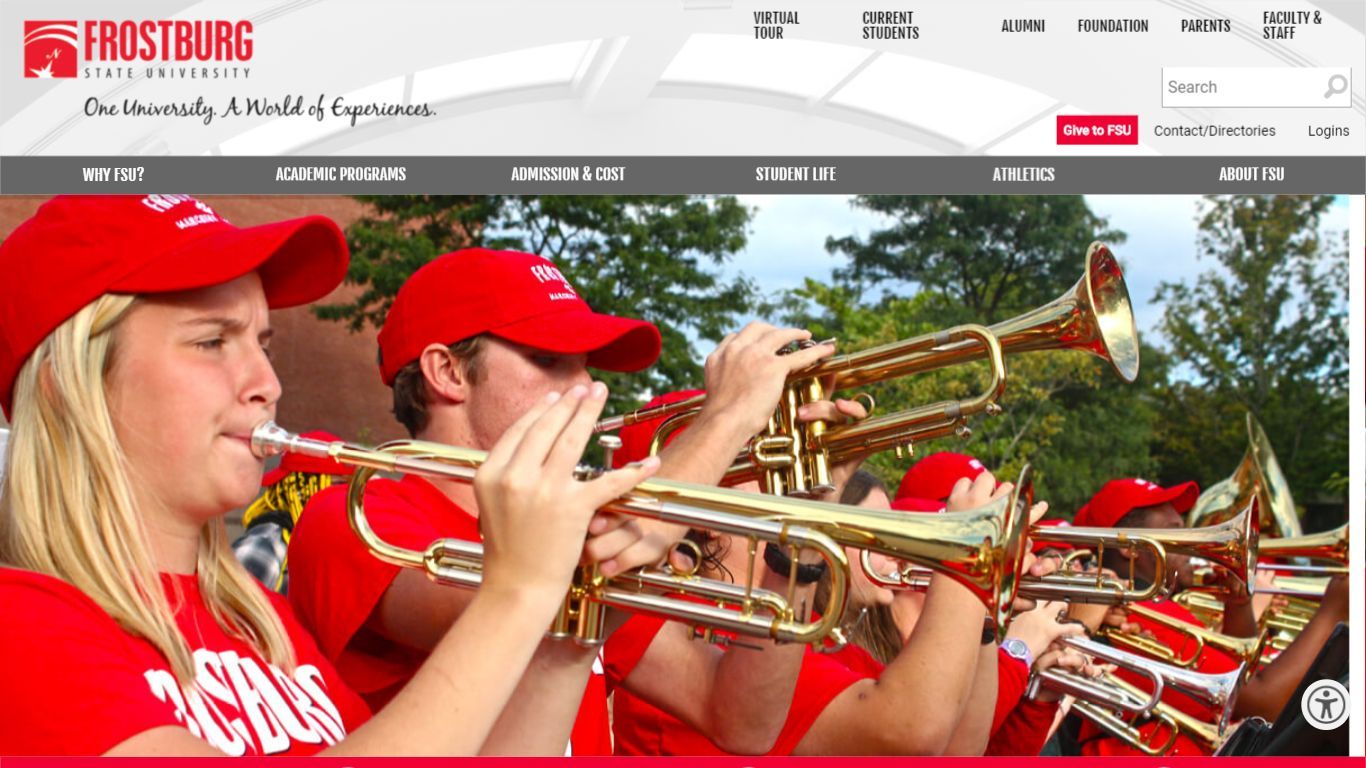 FROSTBURG
STATE UNIVERSITY
One University. A World of Experiences.
VIRTUAL
TOUR
CURRENT
STUDENTS
ALUMNI
FOUNDATION
PARENTS
FACULTY &
STAFF
Search
Give to FSU
Contact/Directories
Logins
WHY FSU?
ACADEMIC PROGRAMS
ADMISSION & COST
STUDENT LIFE
ATHLETICS
ABOUT FSU